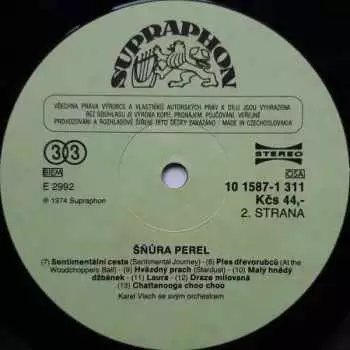 SUPRAPHON
VŠECHNA PRÁVA VÝROBCE A VLASTNÍKŮ AUTORSKÝCH PRÁV K DÍLU JSOU VYHRAZENA
BEZ SOUHLASU JE VÝROBA KOPIÍ, PRONÁJEM, PŮJČOVÁNÍ, VEŘEJNÉ
PROVOZOVÁNÍ A ROZHLASOVÉ ŠÍŘENÍ TÉTO DESKY ZAKÁZÁNO · MADE IN CZECHOSLOVAKIA
33
STEREO
BIEM
OSA
E 2992
10 1587-1 311
Kčs 44,-
℗ 1974 Supraphon
2. STRANA
ŠŇŮRA PEREL
(7) Sentimentální cesta (Sentimental Journey) - (8) Ples dřevorubců (At the
Woodchoppers Ball) - (9) Hvězdný prach (Stardust) - (10) Malý hnědý
džbánek - (11) Laura - (12) Draze milovaná
(13) Chattanooga choo choo
Karel Vlach se svým orchestrem